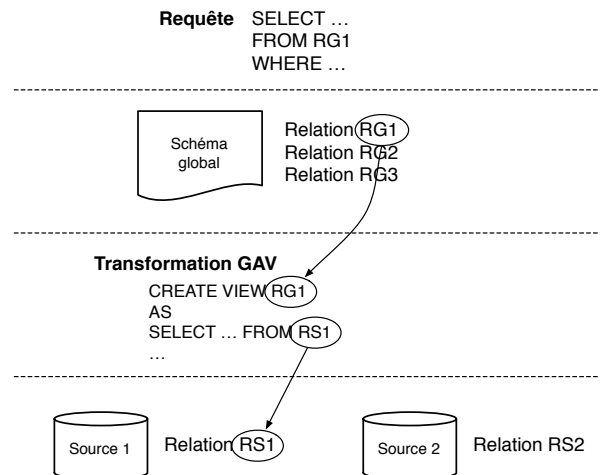 Requête SELECT …
FROM RG1
WHERE …
Schéma
global
Relation RG1
Relation RG2
Relation RG3
Transformation GAV
CREATE VIEW RG1
AS
SELECT … FROM RS1
…
Source 1
Relation RS1
Source 2
Relation RS2